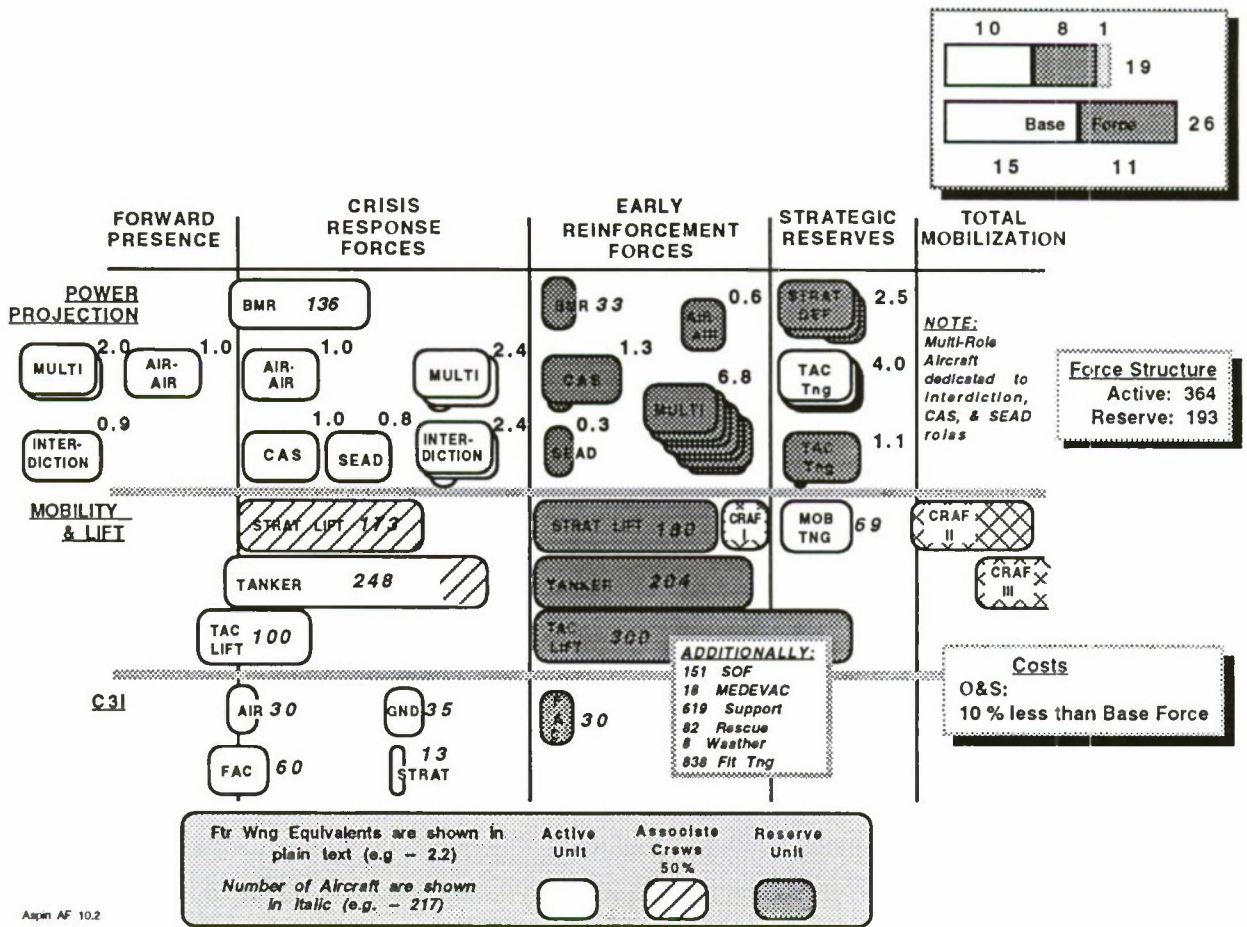 10 8 1
19
Base Force 26
15 11
FORWARD
PRESENCE
CRISIS
RESPONSE
FORCES
EARLY
REINFORCEMENT
FORCES
STRATEGIC
RESERVES
TOTAL
MOBILIZATION
POWER
PROJECTION
BMR 136
BMR 33
AIR-
AIR
0.6
STRAT
DEF
2.5
MULTI
2.0
AIR-
AIR
1.0
AIR-
AIR
1.0
MULTI
2.4
CAS
1.3
MULTI
6.8
TAC
Tng
4.0
INTER-
DICTION
0.9
CAS
1.0
SEAD
0.8
INTER-
DICTION
2.4
SEAD
0.3
TAC
Tng
1.1
NOTE:
Multi-Role
Aircraft
dedicated to
Interdiction,
CAS, & SEAD
rolas
Force Structure
Active: 364
Reserve: 193
MOBILITY
& LIFT
STRAT LIFT 173
STRAT LIFT 180
CRAF
I
MOB
TNG
69
CRAF
II
TANKER 248
TANKER 204
CRAF
III
TAC
LIFT 100
TAC
LIFT 300
ADDITIONALLY:
151 SOF
18 MEDEVAC
619 Support
82 Rescue
8 Waather
838 Flt Tng
Costs
O&S:
10 % less than Base Force
C3I
AIR 30
GND 35
FAC
30
FAC 60
13
STRAT
Ftr Wng Equivalents are shown in
plain text (e.g – 2.2)
Number of Aircraft are shown
in Italic (e.g. – 217)
Active
Unit
Associate
Crsws
50%
Reserve
Unit
Aspin AF 10.2